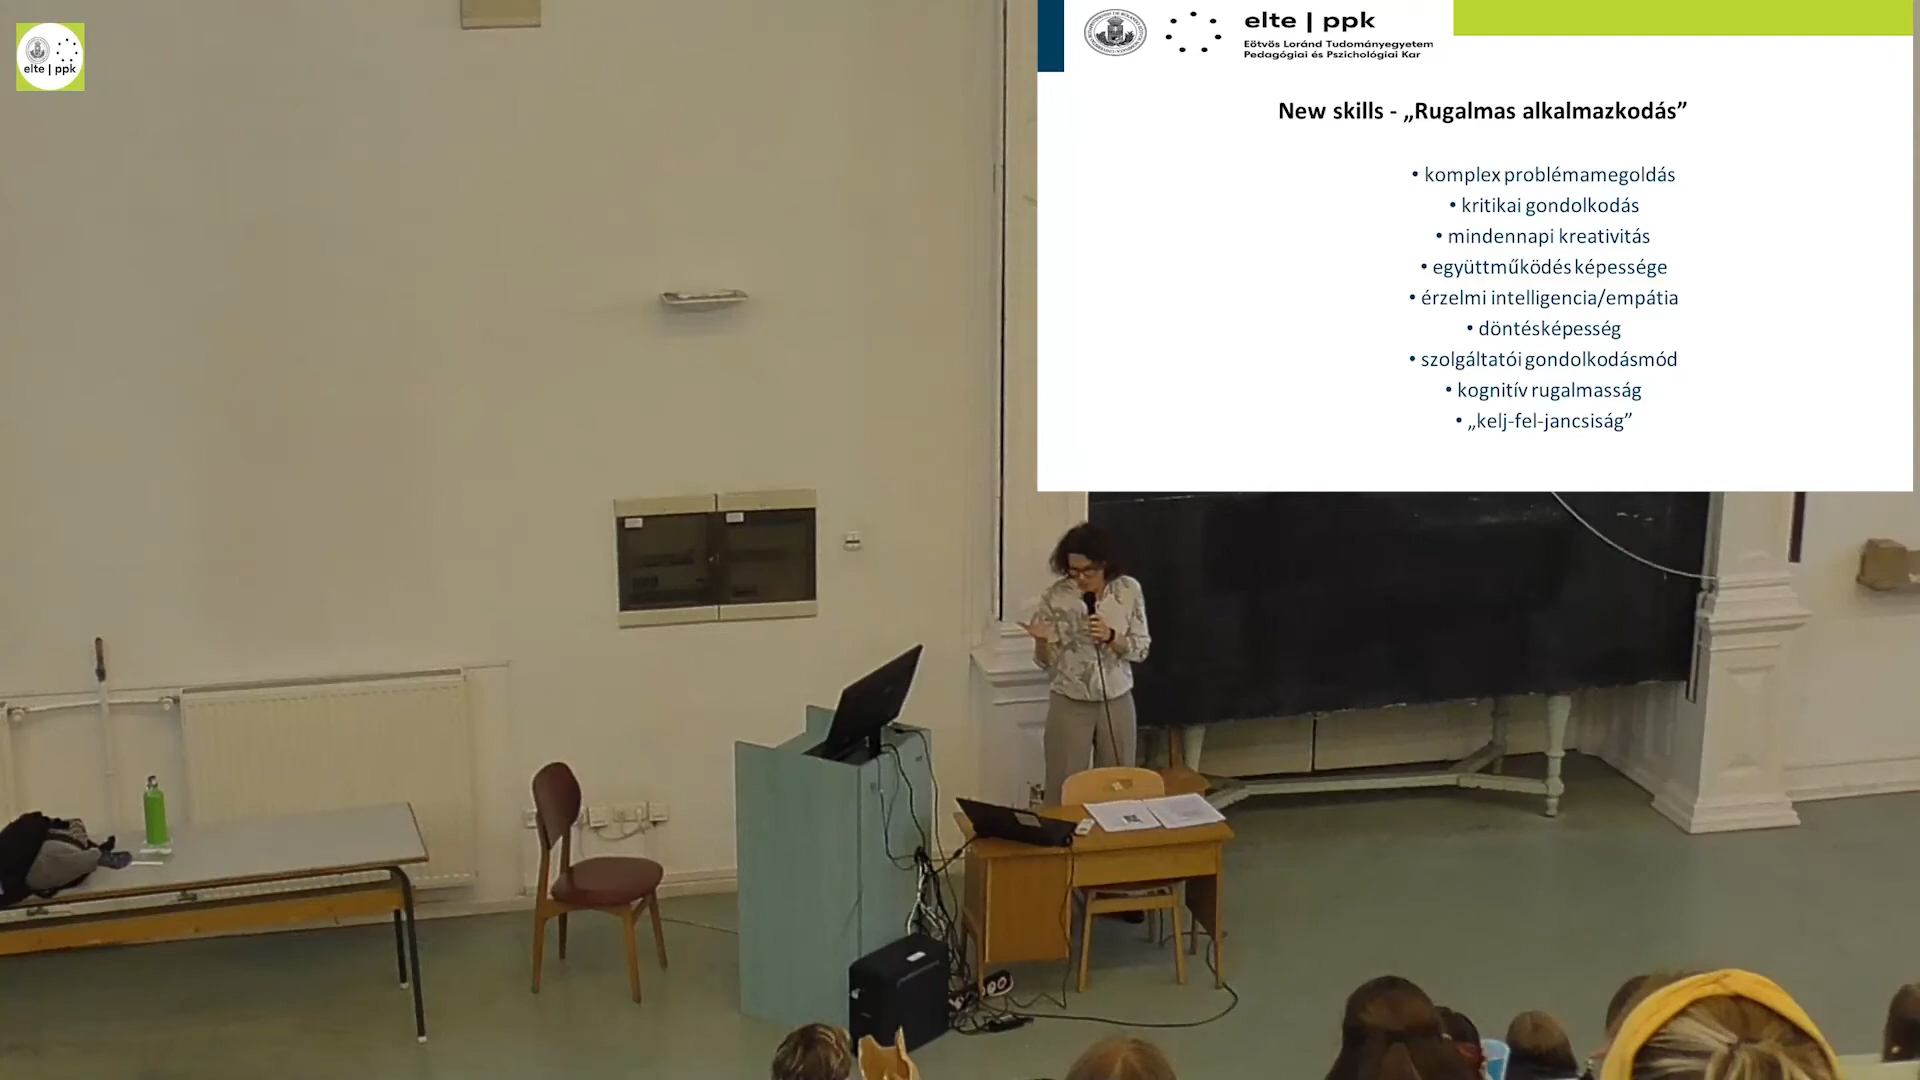 elte | ppk
elte | ppk
Eötvös Loránd Tudományegyetem
Pedagógiai és Pszichológiai Kar
New skills - „Rugalmas alkalmazkodás”
• komplex problémamegoldás
• kritikai gondolkodás
• mindennapi kreativitás
• együttműködés képessége
• érzelmi intelligencia/empátia
• döntésképesség
• szolgáltatói gondolkodásmód
• kognitív rugalmasság
• „kelj-fel-jancsiság”